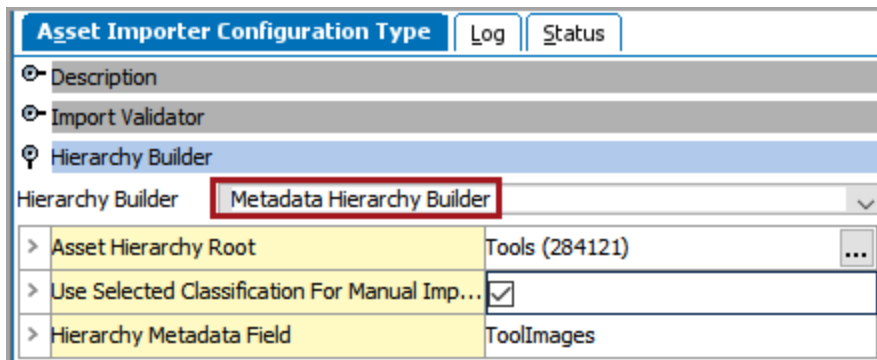 Asset Importer Configuration Type Log Status
Description
Import Validator
Hierarchy Builder
Hierarchy Builder Metadata Hierarchy Builder
> Asset Hierarchy Root Tools (284121) ...
> Use Selected Classification For Manual Imp...
> Hierarchy Metadata Field ToolImages